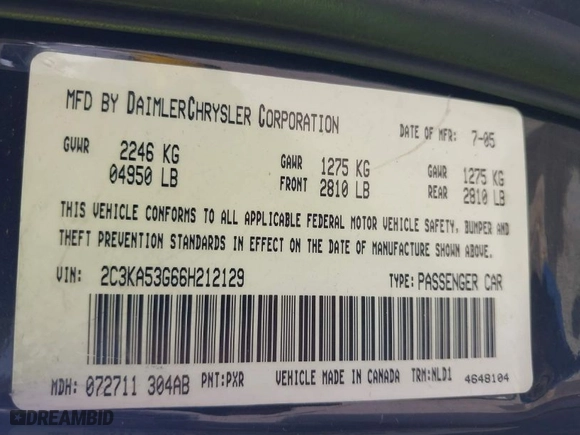 MFD BY DAIMLERCHRYSLER CORPORATION
DATE OF MFR: 7-05
GVWR 2246 KG GAWR 1275 KG GAWR 1275 KG
04950 LB FRONT 2810 LB REAR 2810 LB
THIS VEHICLE CONFORMS TO ALL APPLICABLE FEDERAL MOTOR VEHICLE SAFETY, BUMPER AND
THEFT PREVENTION STANDARDS IN EFFECT ON THE DATE OF MANUFACTURE SHOWN ABOVE.
VIN: 2C3KA53G66H212129 TYPE: PASSENGER CAR
MDH: 072711 304AB PNT:PXR VEHICLE MADE IN CANADA TRM:NLD1 4648104
DREAMBID